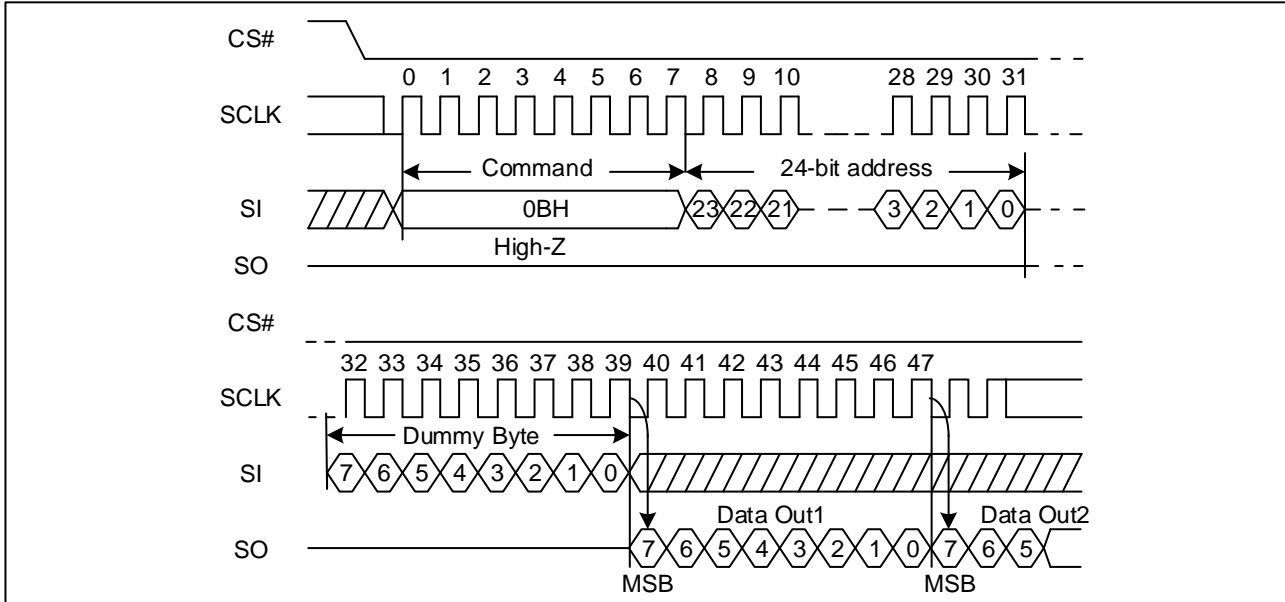 CS#
0 1 2 3 4 5 6 7 8 9 10 28 29 30 31
SCLK
Command 24-bit address
SI 0BH 23 22 21 3 2 1 0
High-Z
SO
CS#
32 33 34 35 36 37 38 39 40 41 42 43 44 45 46 47
SCLK
Dummy Byte
SI 7 6 5 4 3 2 1 0
Data Out1 Data Out2
SO 7 6 5 4 3 2 1 0 7 6 5
MSB MSB